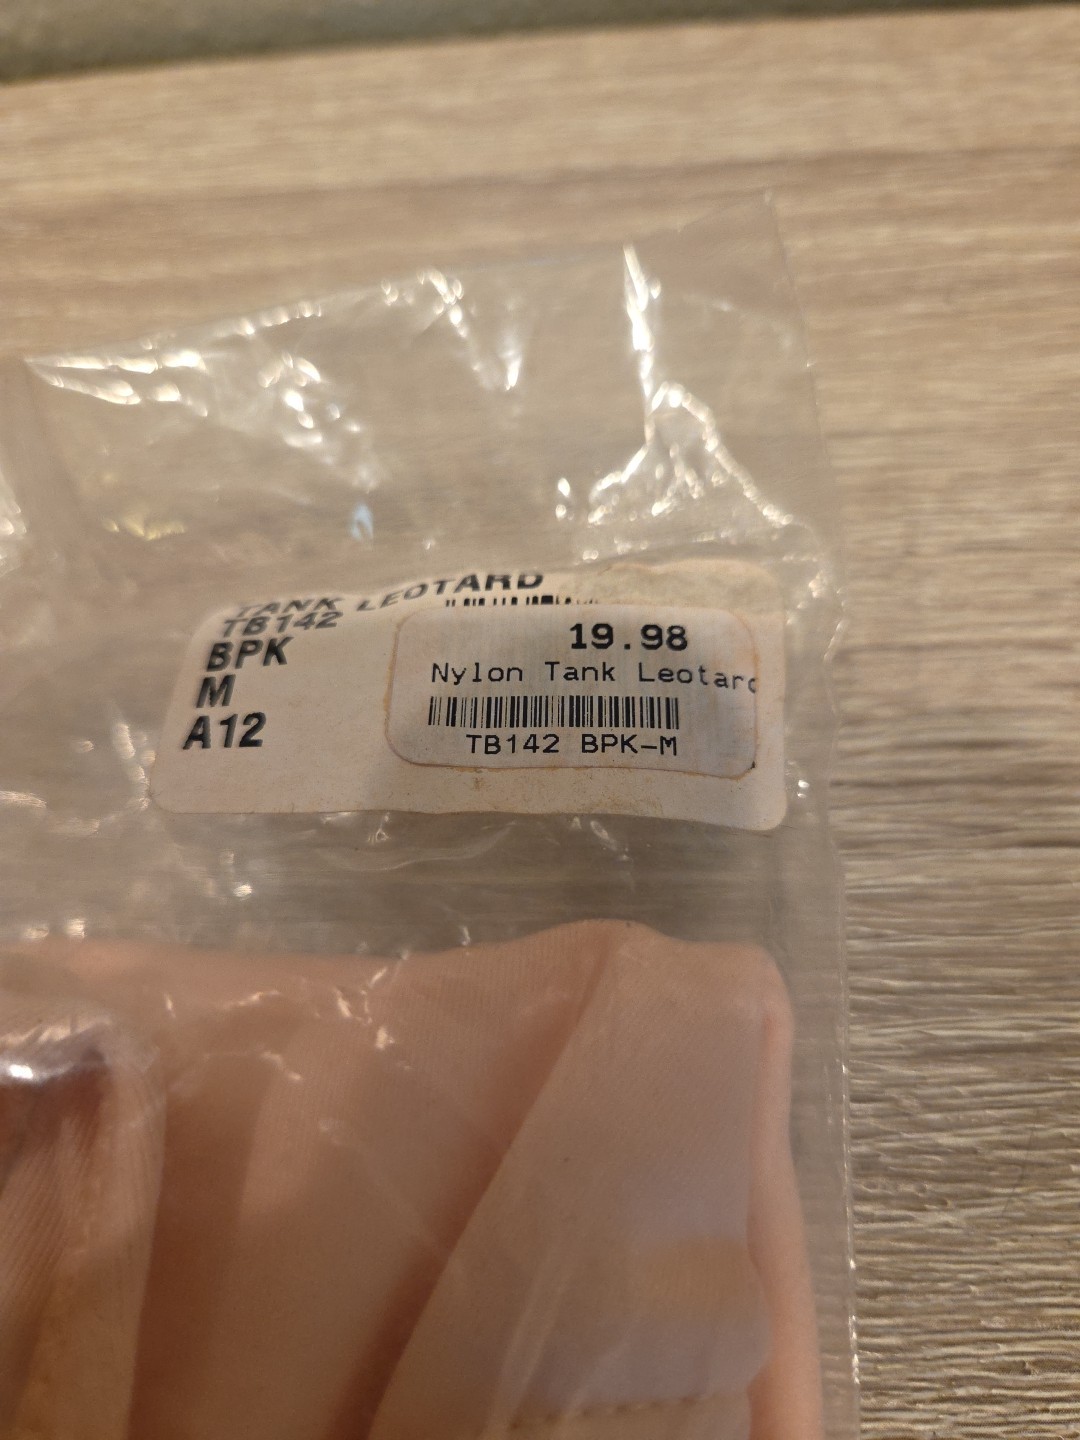 TANK LEOTARD
TB142
BPK
M
A12
19.98
Nylon Tank Leotard
TB142 BPK-M